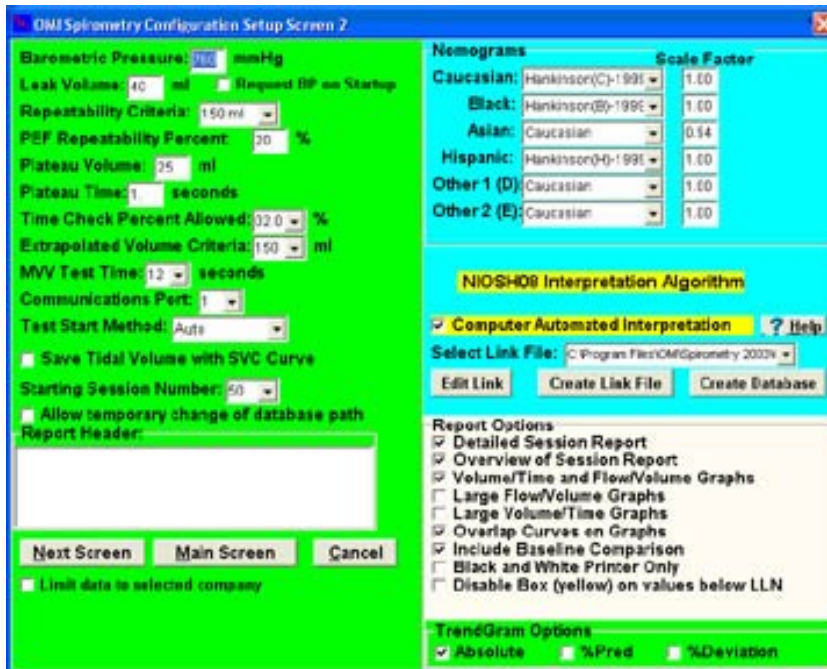 OMI Spirometry Configuration Setup Screen 2
Barometric Pressure: 760 mmHg
Leak Volume: 40 ml Request BP on Startup
Repeatability Criteria: 150 ml
PEF Repeatability Percent 20 %
Plateau Volume: 25 ml
Plateau Time: 1 seconds
Time Check Percent Allowed: 02.0 %
Extrapolated Volume Criteria: 150 ml
MVV Test Time: 12 seconds
Communications Port: 1
Test Start Method: Auto
Save Tidal Volume with SVC Curve
Starting Session Number: 50
Allow temporary change of database path
Report Header:
Next Screen Main Screen Cancel
Limit data to selected company
Nomograms Scale Factor
Caucasian: Hankinson(C)-1999 1.00
Black: Hankinson(B)-1999 1.00
Asian: Caucasian 0.94
Hispanic: Hankinson(H)-1999 1.00
Other 1 (D): Caucasian 1.00
Other 2 (E): Caucasian 1.00
NIOSH08 Interpretation Algorithm
Computer Automated Interpretation ? Help
Select Link File: C:\Program Files\OMI\Spirometry 2003\
Edit Link Create Link File Create Database
Report Options
Detailed Session Report
Overview of Session Report
Volume/Time and Flow/Volume Graphs
Large Flow/Volume Graphs
Large Volume/Time Graphs
Overlap Curves on Graphs
Include Baseline Comparison
Black and White Printer Only
Disable Box (yellow) on values below LLN
TrendGram Options
Absolute %Pred %Deviation